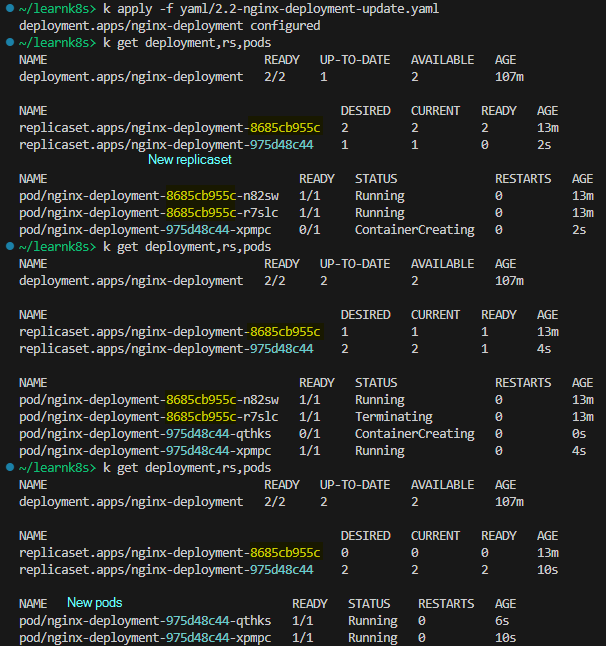 ~/learnk8s> k apply -f yaml/2.2-nginx-deployment-update.yaml
deployment.apps/nginx-deployment configured
~/learnk8s> k get deployment,rs,pods
NAME READY UP-TO-DATE AVAILABLE AGE
deployment.apps/nginx-deployment 2/2 1 2 107m
NAME DESIRED CURRENT READY AGE
replicaset.apps/nginx-deployment-8685cb955c 2 2 2 13m
replicaset.apps/nginx-deployment-975d48c44 1 1 0 2s
New replicaset
NAME READY STATUS RESTARTS AGE
pod/nginx-deployment-8685cb955c-n82sw 1/1 Running 0 13m
pod/nginx-deployment-8685cb955c-r7slc 1/1 Running 0 13m
pod/nginx-deployment-975d48c44-xpmpc 0/1 ContainerCreating 0 2s
~/learnk8s> k get deployment,rs,pods
NAME READY UP-TO-DATE AVAILABLE AGE
deployment.apps/nginx-deployment 2/2 2 2 107m
NAME DESIRED CURRENT READY AGE
replicaset.apps/nginx-deployment-8685cb955c 1 1 1 13m
replicaset.apps/nginx-deployment-975d48c44 2 2 1 4s
NAME READY STATUS RESTARTS AGE
pod/nginx-deployment-8685cb955c-n82sw 1/1 Running 0 13m
pod/nginx-deployment-8685cb955c-r7slc 1/1 Terminating 0 13m
pod/nginx-deployment-975d48c44-qthks 0/1 ContainerCreating 0 0s
pod/nginx-deployment-975d48c44-xpmpc 1/1 Running 0 4s
~/learnk8s> k get deployment,rs,pods
NAME READY UP-TO-DATE AVAILABLE AGE
deployment.apps/nginx-deployment 2/2 2 2 107m
NAME DESIRED CURRENT READY AGE
replicaset.apps/nginx-deployment-8685cb955c 0 0 0 13m
replicaset.apps/nginx-deployment-975d48c44 2 2 2 10s
NAME New pods READY STATUS RESTARTS AGE
pod/nginx-deployment-975d48c44-qthks 1/1 Running 0 6s
pod/nginx-deployment-975d48c44-xpmpc 1/1 Running 0 10s